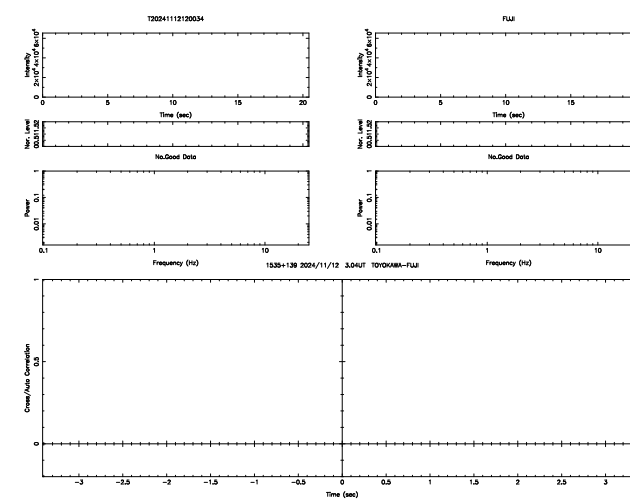 T20241112120034 FUJI
Intensity 2×10⁴ 4×10⁴ 6×10⁴ 0
Intensity 2×10⁴ 4×10⁴ 6×10⁴ 0
0 5 10 15 20 0 5 10 15
Time (sec) Time (sec)
Nor. Level 00.511.52 Nor. Level 00.511.52
No.Good Data No.Good Data
Power 0.01 0.1 1 Power 0.01 0.1 1
0.1 1 10 0.1 1 10
Frequency (Hz) Frequency (Hz)
1535+139 2024/11/12 3.04UT TOYOKAWA-FUJI
Cross/Auto Correlation 0 0.5 1
-3 -2.5 -2 -1.5 -1 -0.5 0 0.5 1 1.5 2 2.5 3
Time (sec)